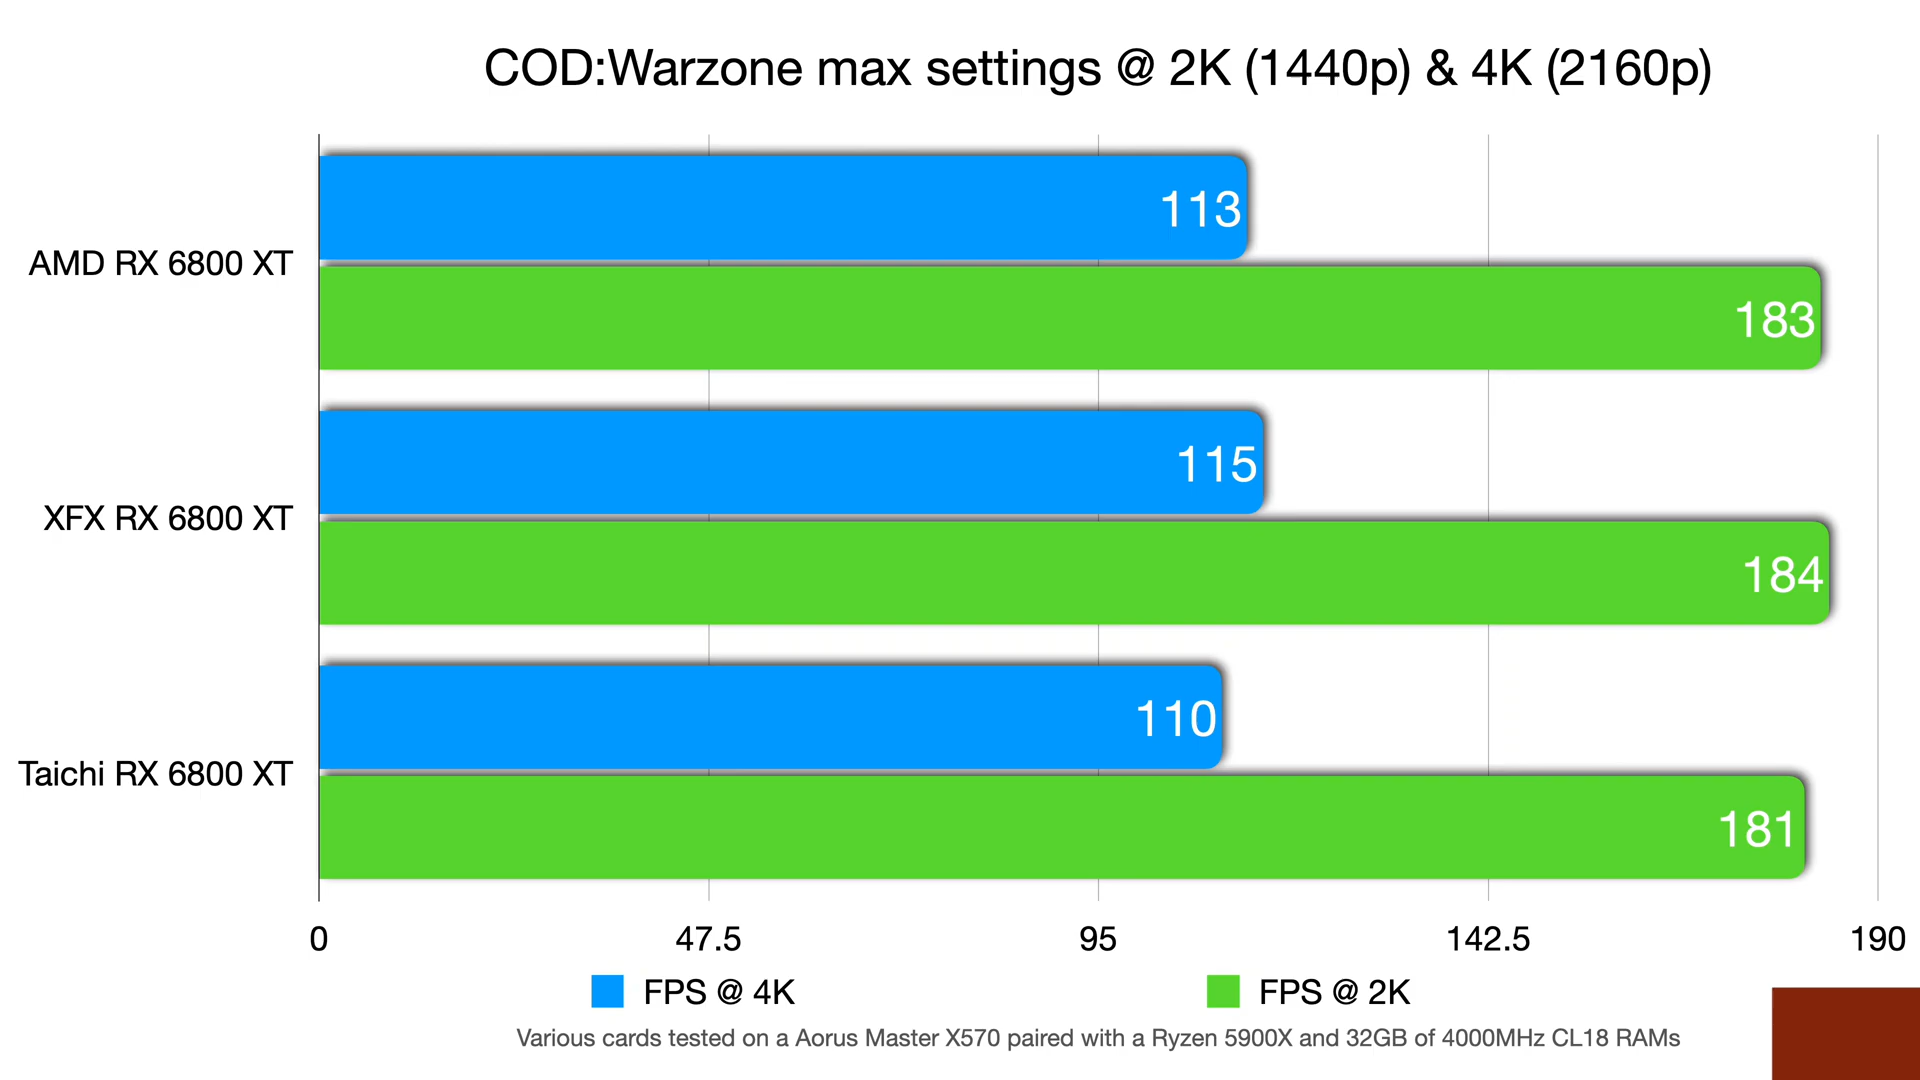 COD:Warzone max settings @ 2K (1440p) & 4K (2160p)
AMD RX 6800 XT
113
183
XFX RX 6800 XT
115
184
Taichi RX 6800 XT
110
181
0 47.5 95 142.5 190
FPS @ 4K FPS @ 2K
Various cards tested on a Aorus Master X570 paired with a Ryzen 5900X and 32GB of 4000MHz CL18 RAMs